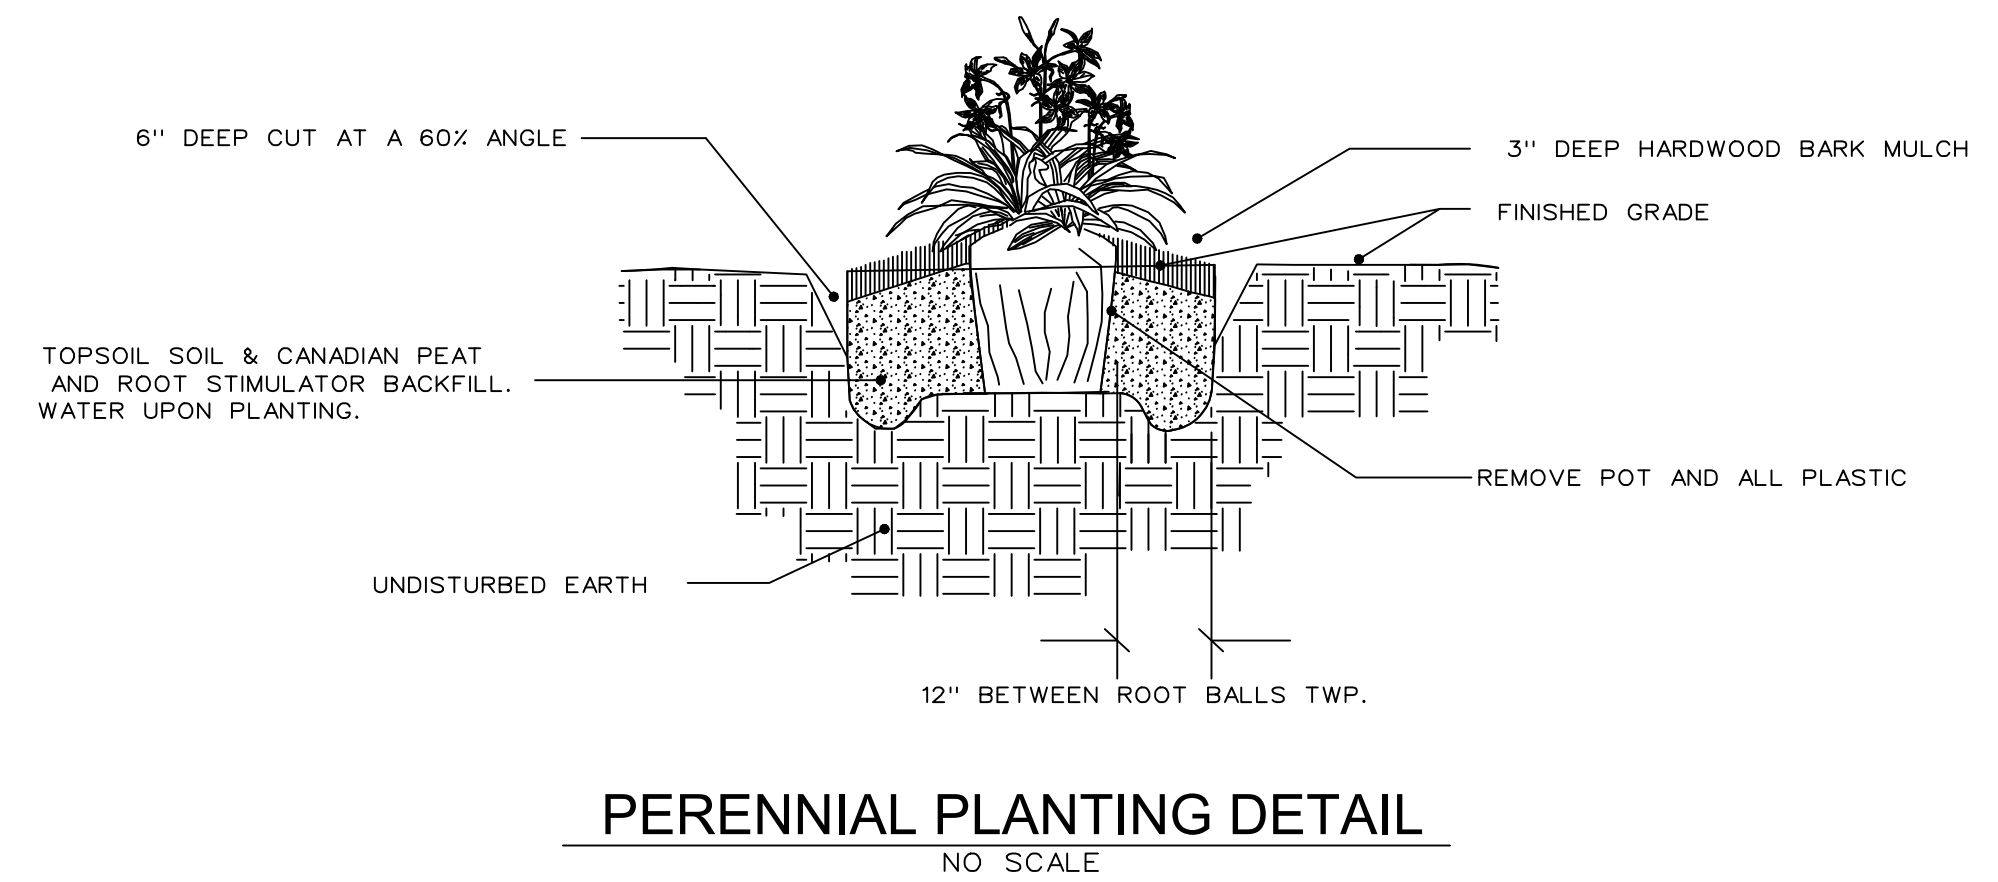 6" DEEP CUT AT A 60% ANGLE
3" DEEP HARDWOOD BARK MULCH
FINISHED GRADE
TOPSOIL SOIL & CANADIAN PEAT
AND ROOT STIMULATOR BACKFILL.
WATER UPON PLANTING.
REMOVE POT AND ALL PLASTIC
UNDISTURBED EARTH
12" BETWEEN ROOT BALLS TWP.
PERENNIAL PLANTING DETAIL
NO SCALE